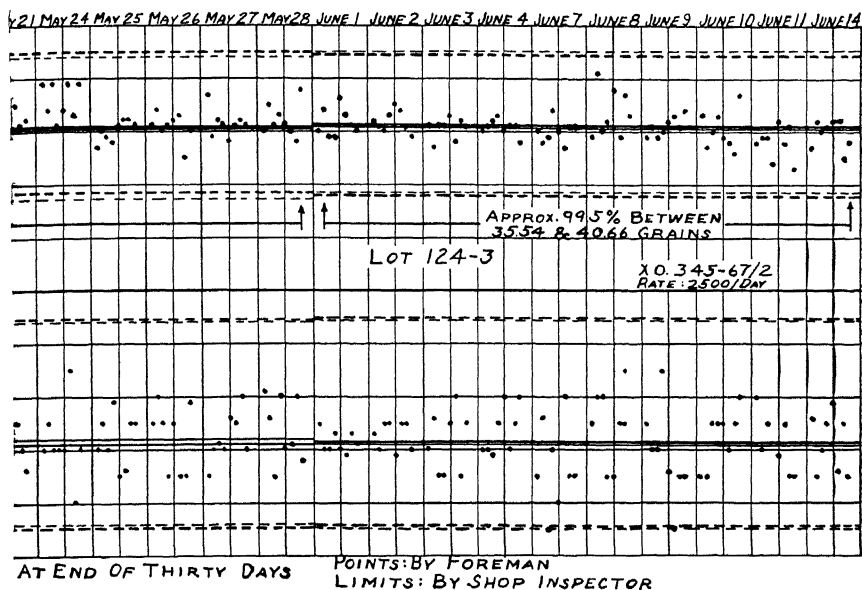 Y21 MAY 24 MAY 25 MAY 26 MAY 27 MAY 28 JUNE 1 JUNE 2 JUNE 3 JUNE 4 JUNE 7 JUNE 8 JUNE 9 JUNE 10 JUNE 11 JUNE 14
APPROX. 99.5% BETWEEN
35.54 & 40.66 GRAINS
LOT 124-3
XO. 345-67/2
RATE: 2500/DAY
AT END OF THIRTY DAYS
POINTS: BY FOREMAN
LIMITS: BY SHOP INSPECTOR